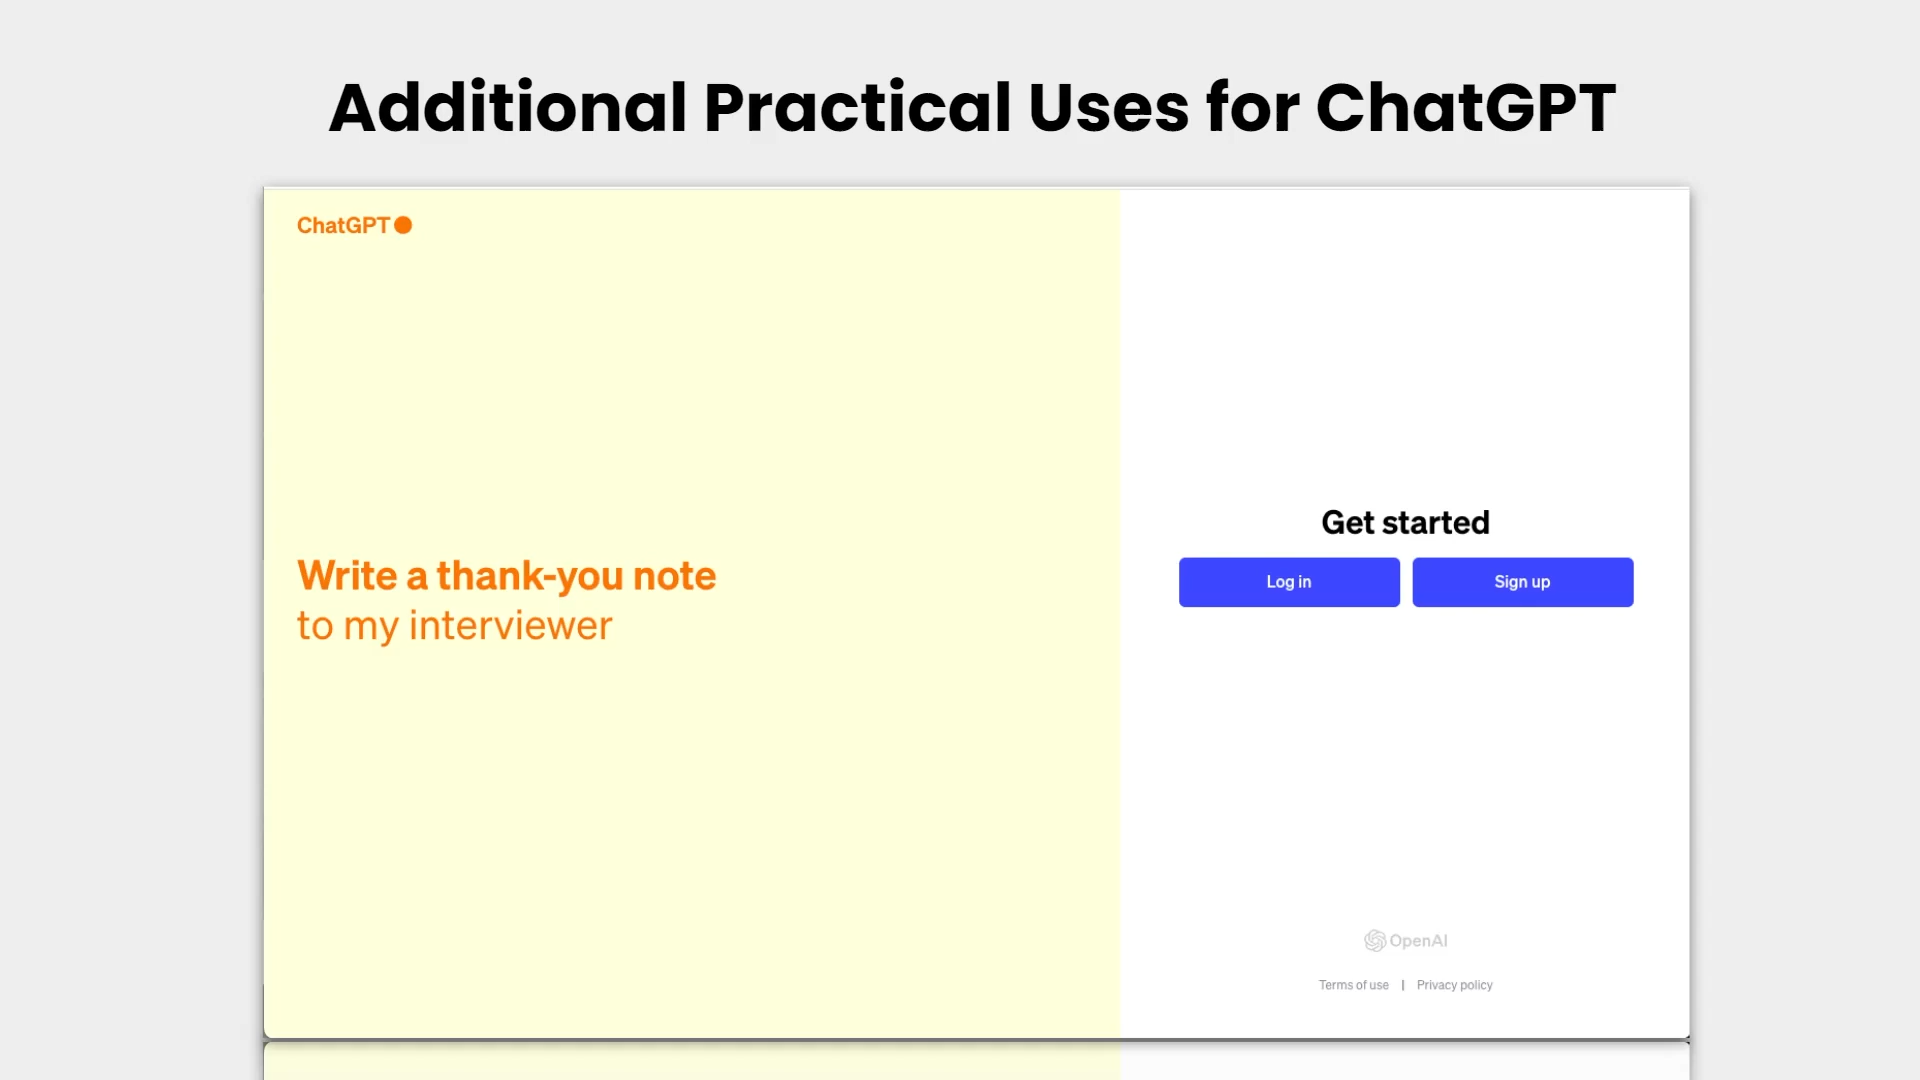 Additional Practical Uses for ChatGPT
ChatGPT
Write a thank-you note
to my interviewer
Get started
Log in
Sign up
OpenAI
Terms of use | Privacy policy